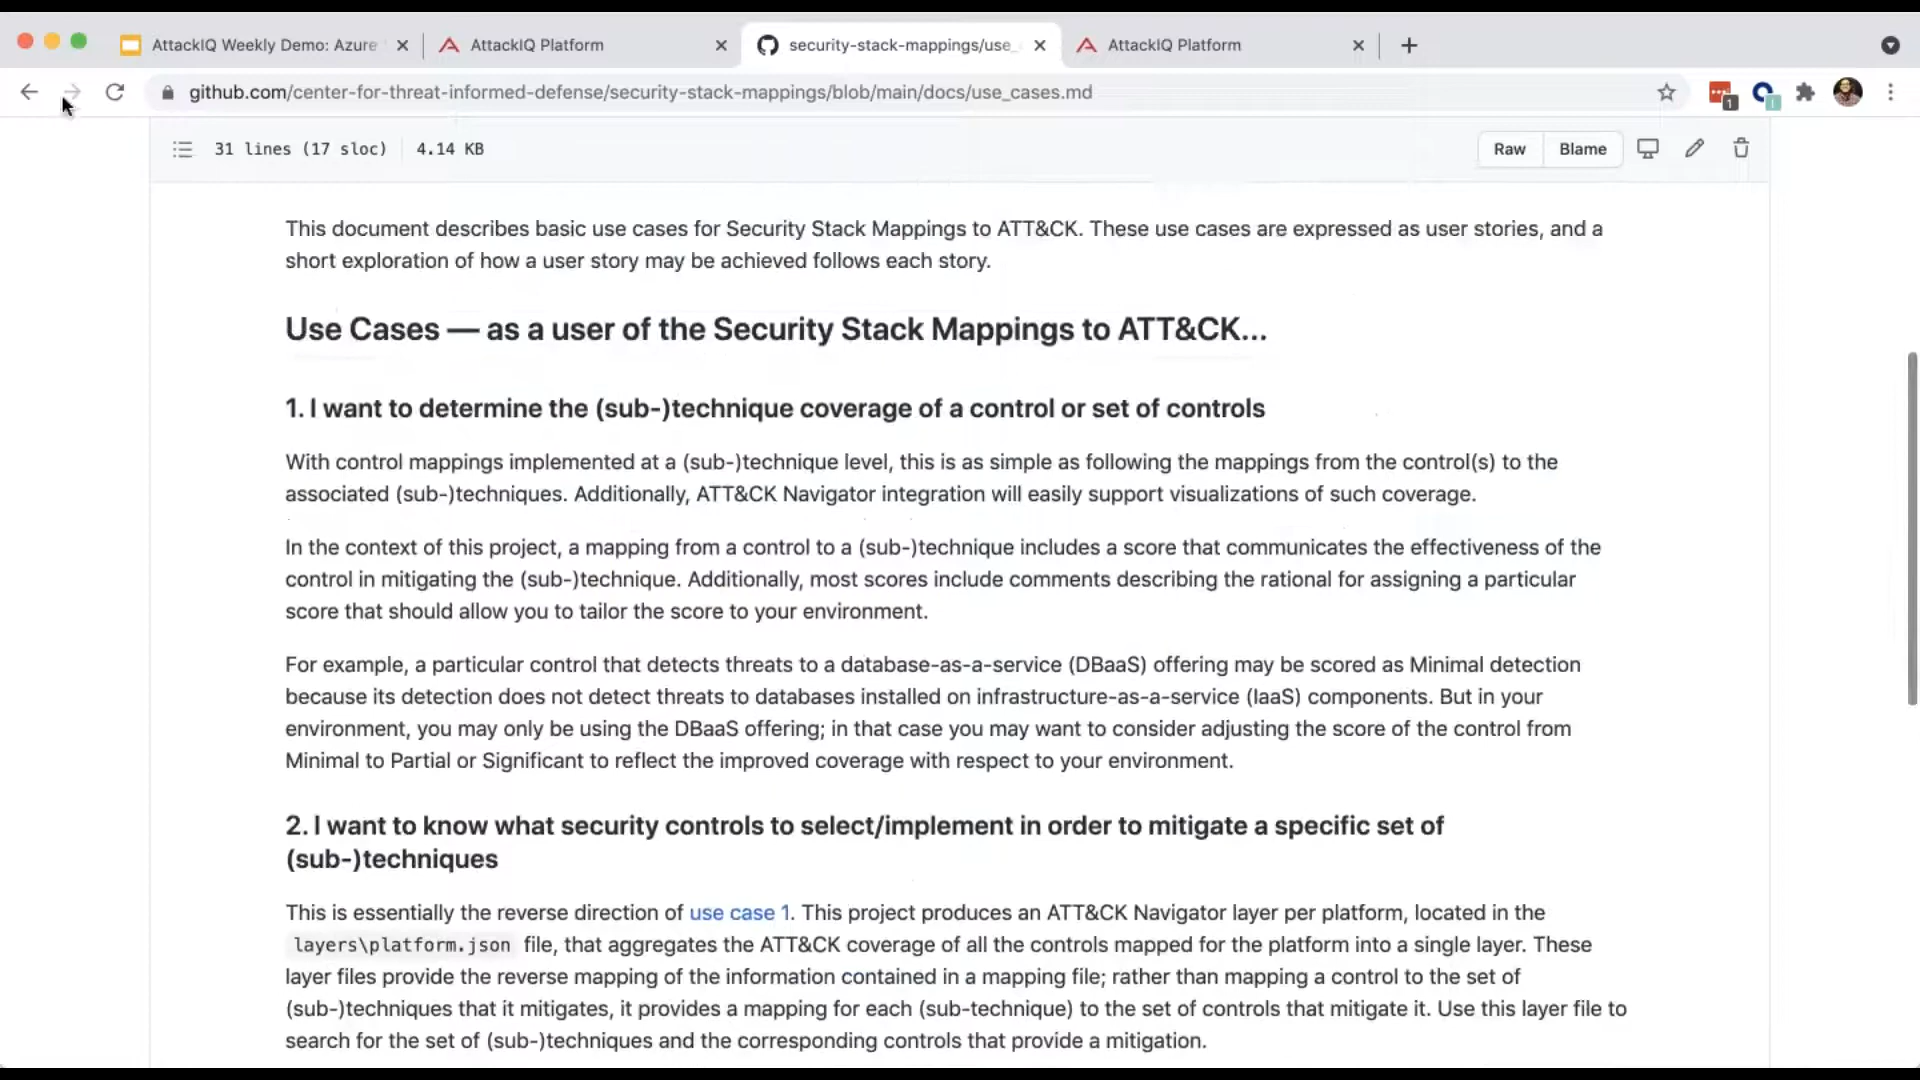 AttackIQ Weekly Demo: Azure
AttackIQ Platform
security-stack-mappings/use_
AttackIQ Platform
github.com/center-for-threat-informed-defense/security-stack-mappings/blob/main/docs/use_cases.md
1
31 lines (17 sloc)
4.14 KB
Raw
Blame
This document describes basic use cases for Security Stack Mappings to ATT&CK. These use cases are expressed as user stories, and a
short exploration of how a user story may be achieved follows each story.
Use Cases — as a user of the Security Stack Mappings to ATT&CK...
1. I want to determine the (sub-)technique coverage of a control or set of controls
With control mappings implemented at a (sub-)technique level, this is as simple as following the mappings from the control(s) to the
associated (sub-)techniques. Additionally, ATT&CK Navigator integration will easily support visualizations of such coverage.
In the context of this project, a mapping from a control to a (sub-)technique includes a score that communicates the effectiveness of the
control in mitigating the (sub-)technique. Additionally, most scores include comments describing the rational for assigning a particular
score that should allow you to tailor the score to your environment.
For example, a particular control that detects threats to a database-as-a-service (DBaaS) offering may be scored as Minimal detection
because its detection does not detect threats to databases installed on infrastructure-as-a-service (IaaS) components. But in your
environment, you may only be using the DBaaS offering; in that case you may want to consider adjusting the score of the control from
Minimal to Partial or Significant to reflect the improved coverage with respect to your environment.
2. I want to know what security controls to select/implement in order to mitigate a specific set of
(sub-)techniques
This is essentially the reverse direction of use case 1. This project produces an ATT&CK Navigator layer per platform, located in the
layers\platform.json file, that aggregates the ATT&CK coverage of all the controls mapped for the platform into a single layer. These
layer files provide the reverse mapping of the information contained in a mapping file; rather than mapping a control to the set of
(sub-)techniques that it mitigates, it provides a mapping for each (sub-technique) to the set of controls that mitigate it. Use this layer file to
search for the set of (sub-)techniques and the corresponding controls that provide a mitigation.